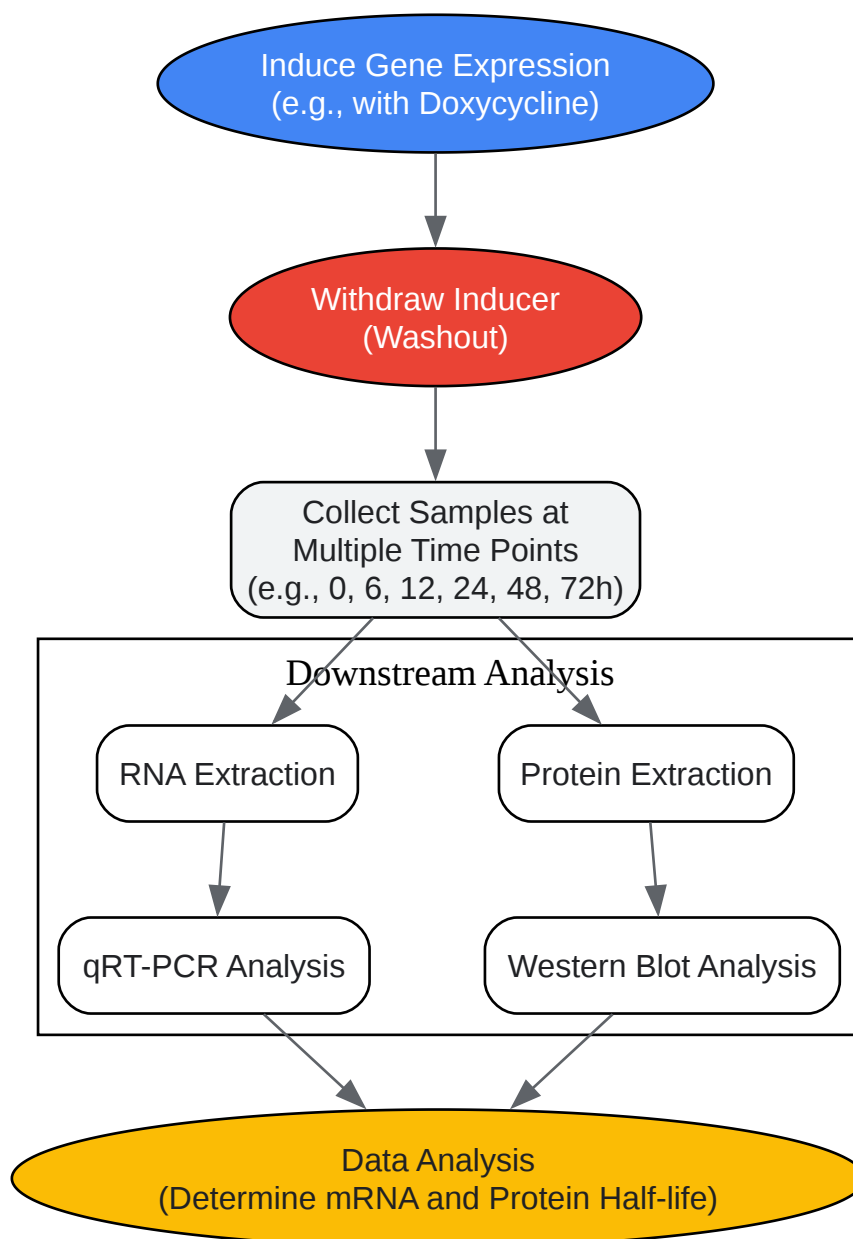 Induce Gene Expression
(e.g., with Doxycycline)
Withdraw Inducer
(Washout)
Collect Samples at
Multiple Time Points
(e.g., 0, 6, 12, 24, 48, 72h)
Downstream Analysis
RNA Extraction
Protein Extraction
qRT-PCR Analysis
Western Blot Analysis
Data Analysis
(Determine mRNA and Protein Half-life)